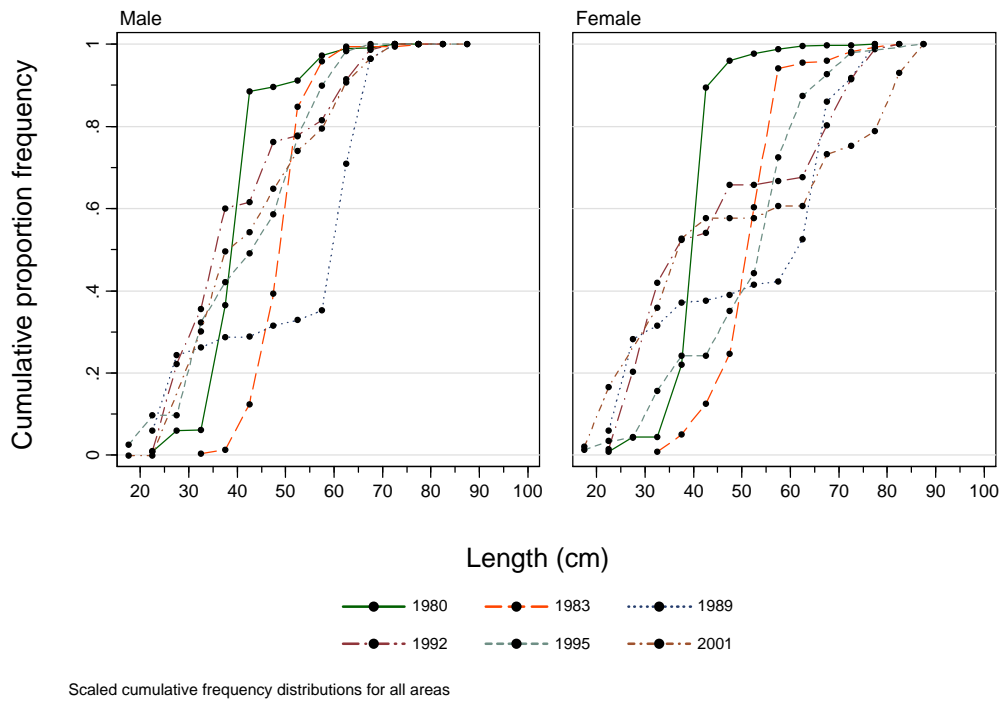 Male Female
Cumulative proportion frequency
1
.8
.6
.4
.2
0
20 30 40 50 60 70 80 90 100
20 30 40 50 60 70 80 90 100
Length (cm)
1980 1983 1989
1992 1995 2001
Scaled cumulative frequency distributions for all areas